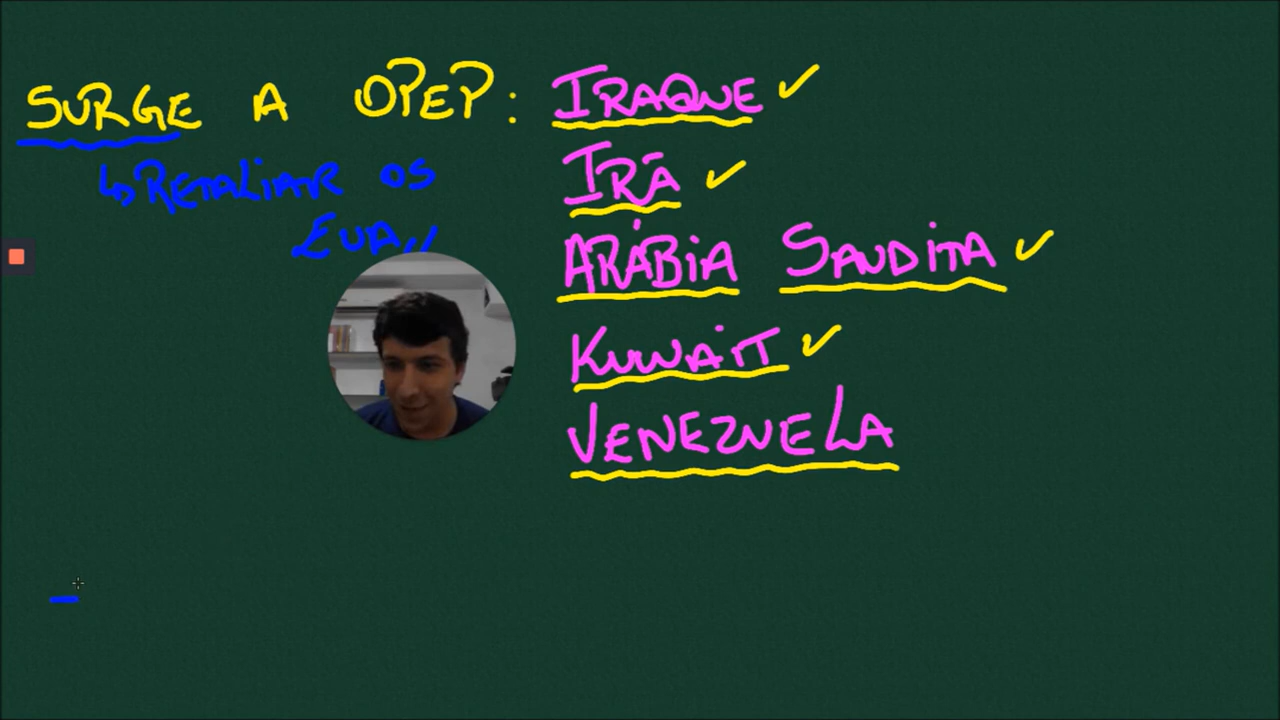 SURGE A OPEP: IRAQUE ✓
↳ RETALIAR OS
EUA //
IRÃ ✓
ARÁBIA SAUDITA ✓
KUWAIT ✓
VENEZUELA